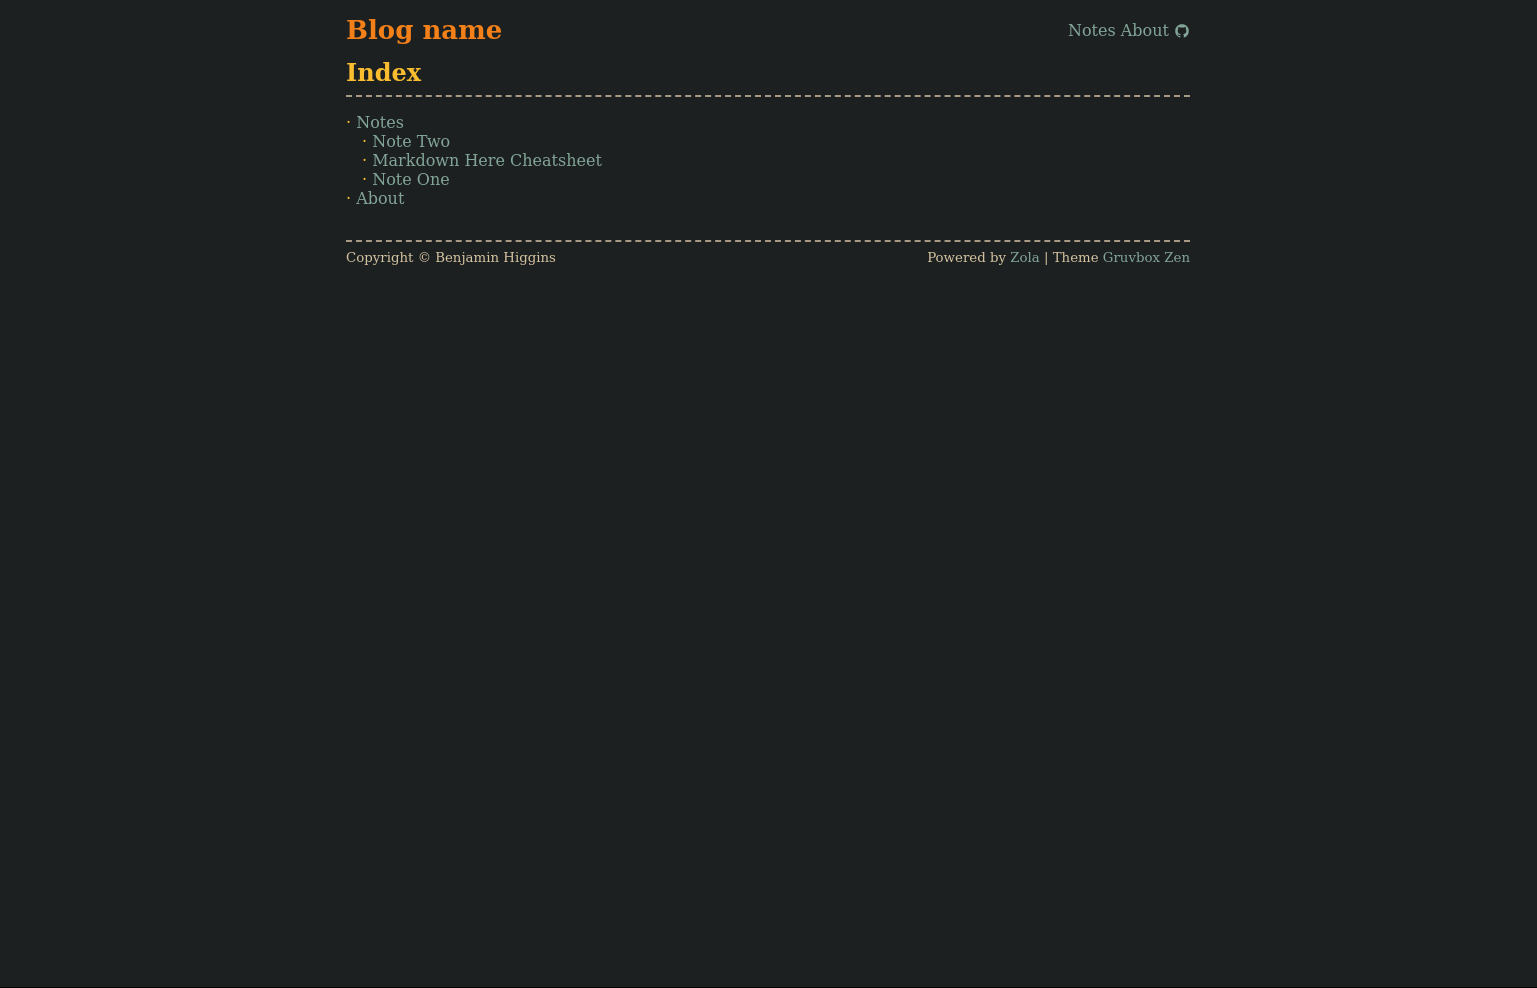 Blog name
Notes About
Index
· Notes
· Note Two
· Markdown Here Cheatsheet
· Note One
· About
Copyright © Benjamin Higgins
Powered by Zola | Theme Gruvbox Zen